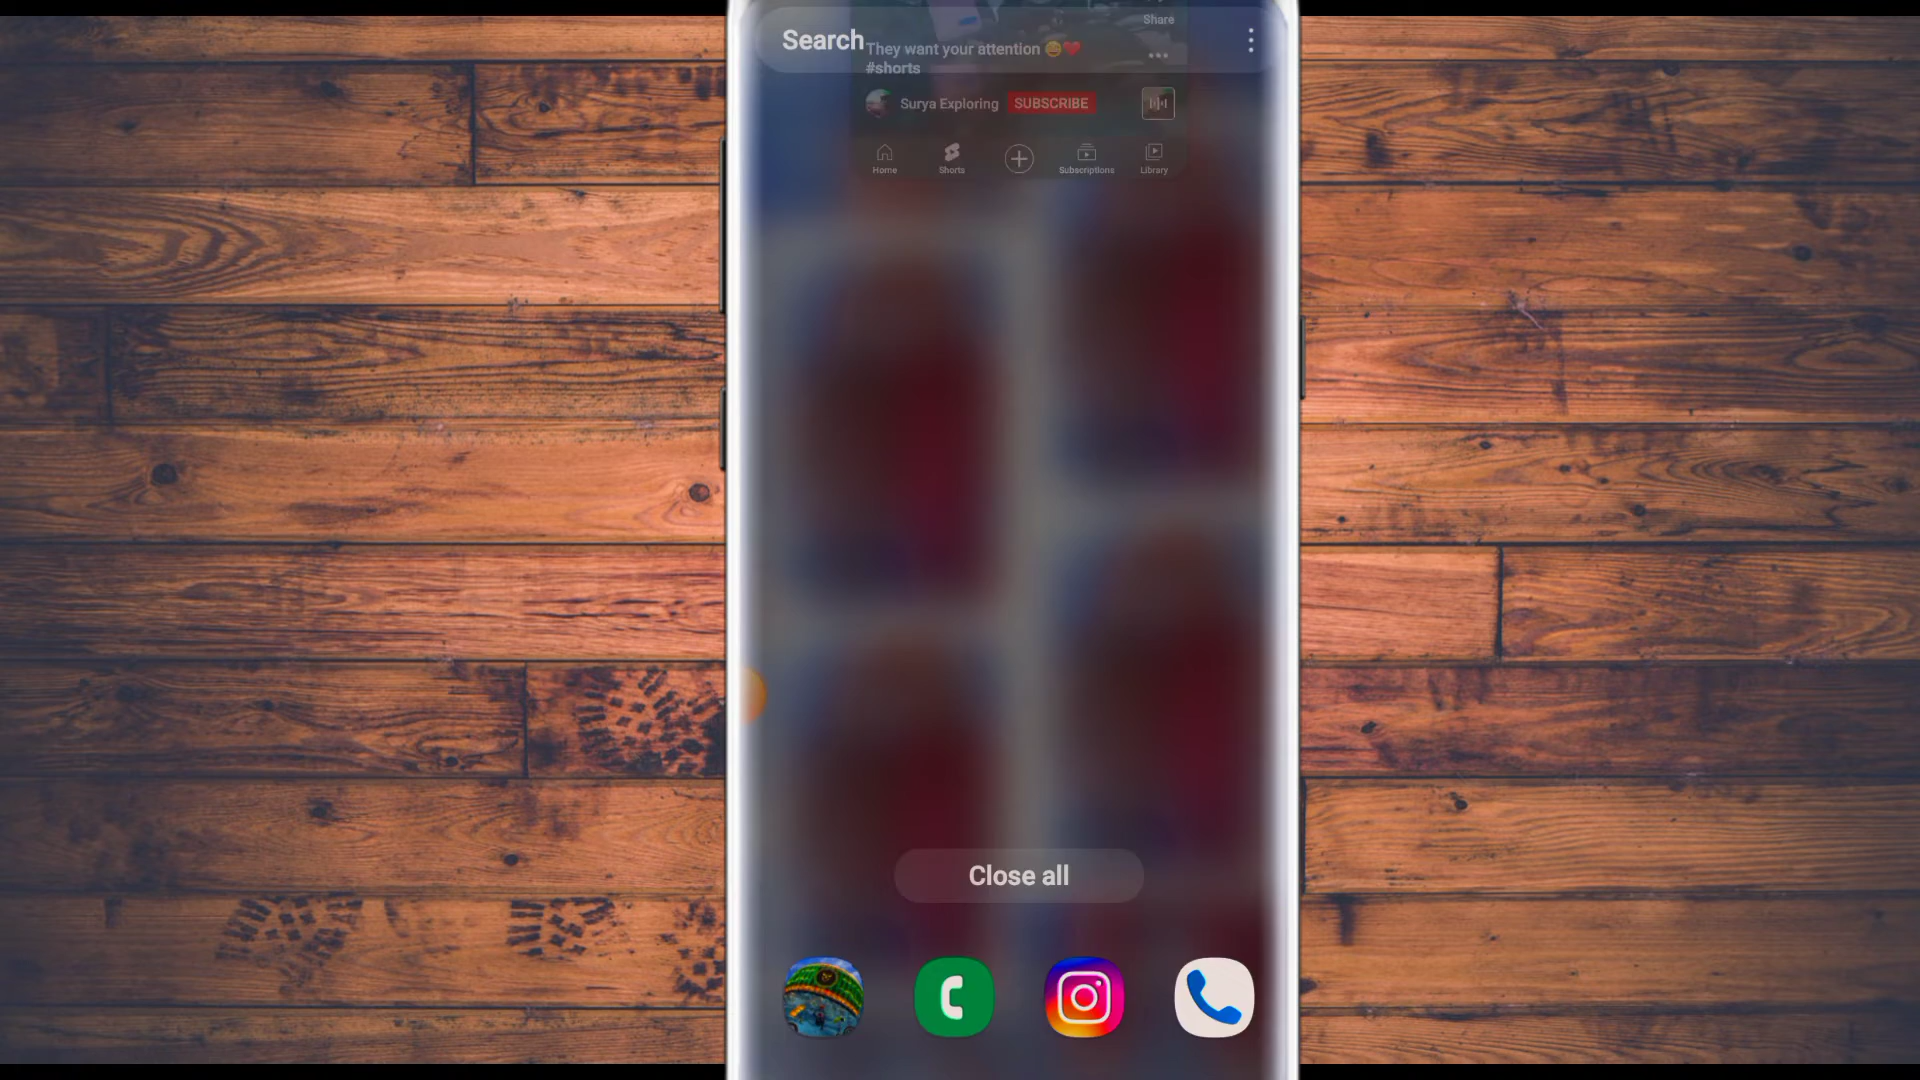 Share
Search
They want your attention 😄❤️
#shorts
Surya Exploring SUBSCRIBE
Home Shorts Subscriptions Library
Close all